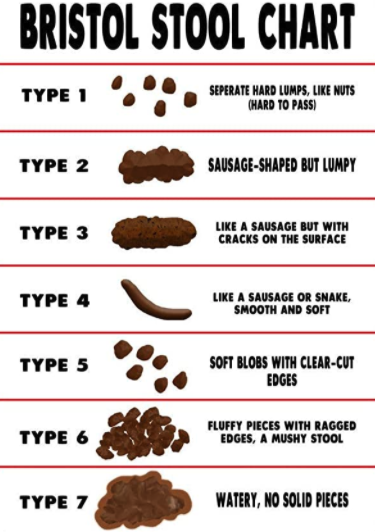 BRISTOL STOOL CHART
TYPE 1
SEPERATE HARD LUMPS, LIKE NUTS
(HARD TO PASS)
TYPE 2
SAUSAGE-SHAPED BUT LUMPY
TYPE 3
LIKE A SAUSAGE BUT WITH
CRACKS ON THE SURFACE
TYPE 4
LIKE A SAUSAGE OR SNAKE,
SMOOTH AND SOFT
TYPE 5
SOFT BLOBS WITH CLEAR-CUT
EDGES
TYPE 6
FLUFFY PIECES WITH RAGGED
EDGES, A MUSHY STOOL
TYPE 7
WATERY, NO SOLID PIECES